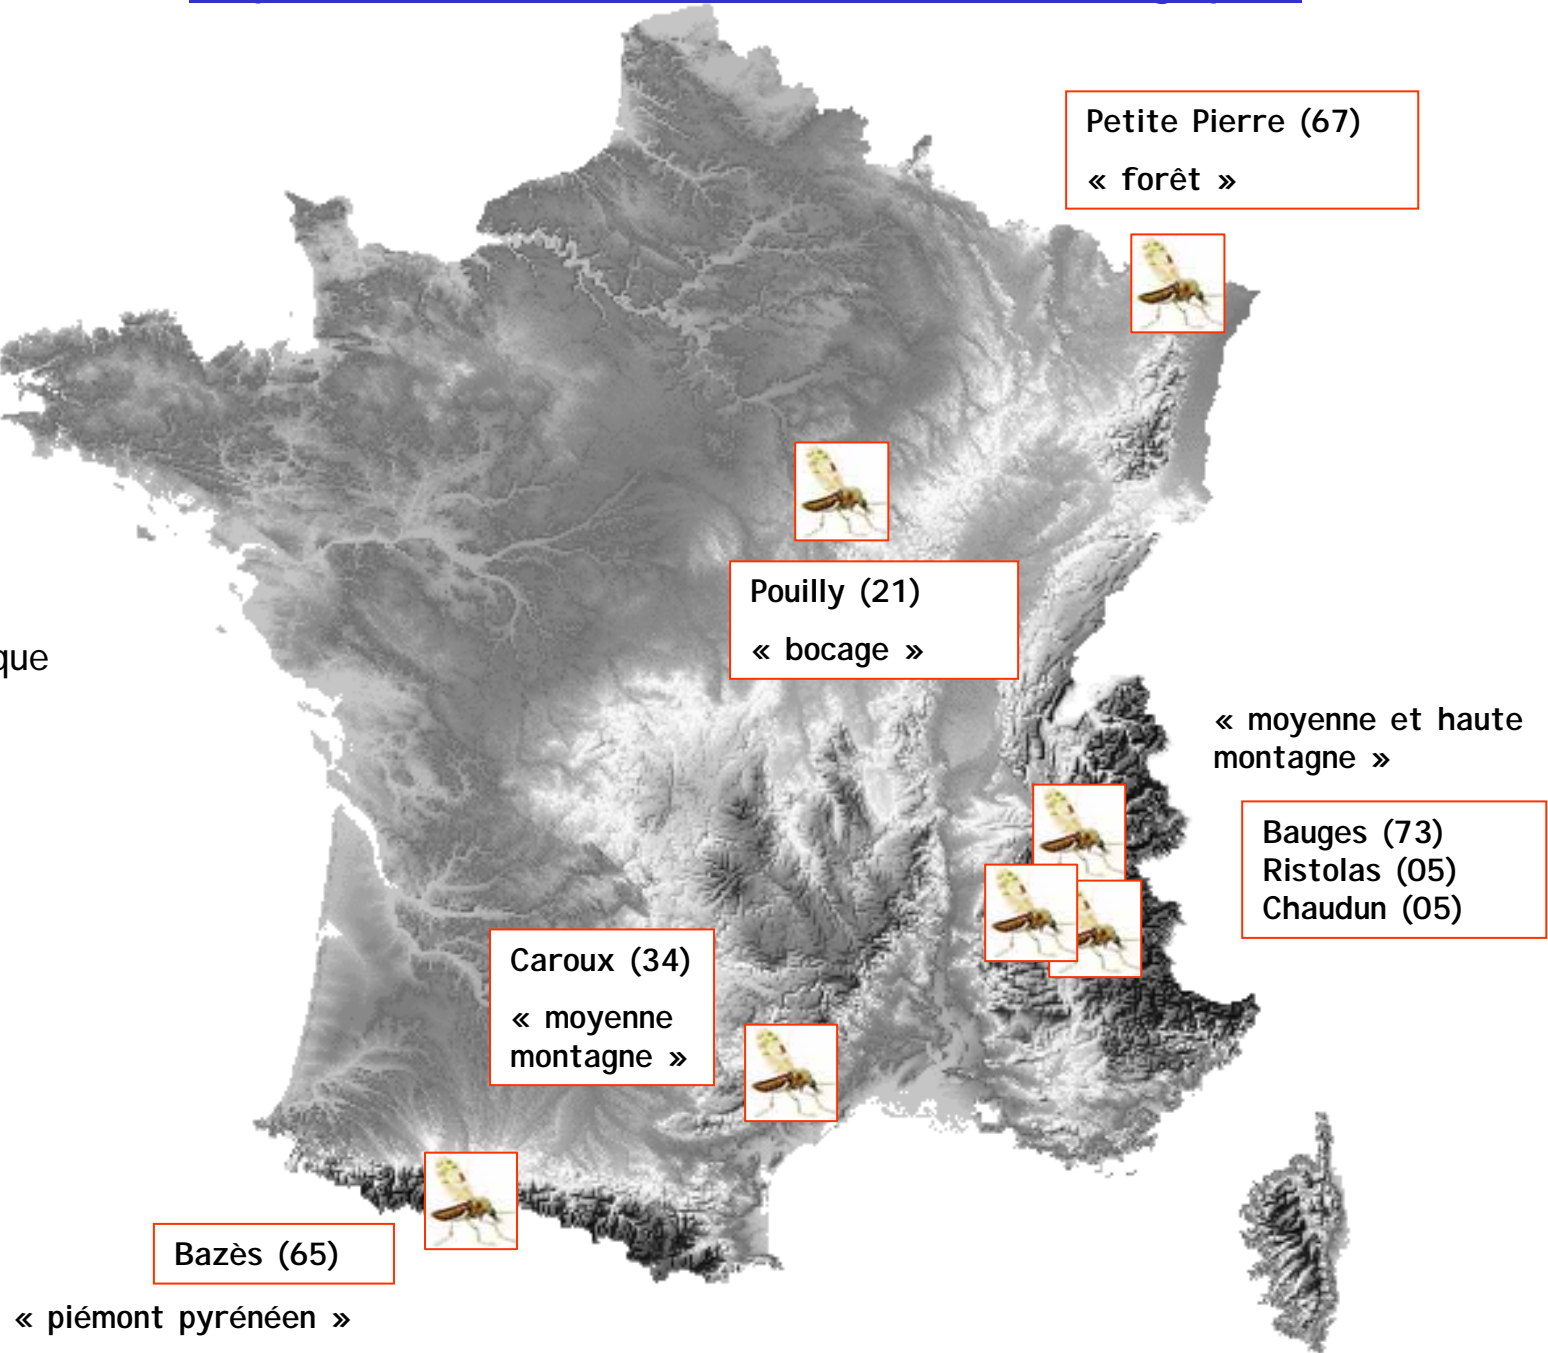 Petite Pierre (67)
« forêt »
Pouilly (21)
« bocage »
que
« moyenne et haute
montagne »
Bauges (73)
Ristolas (05)
Chaudun (05)
Caroux (34)
« moyenne
montagne »
Bazès (65)
« piémont pyrénéen »